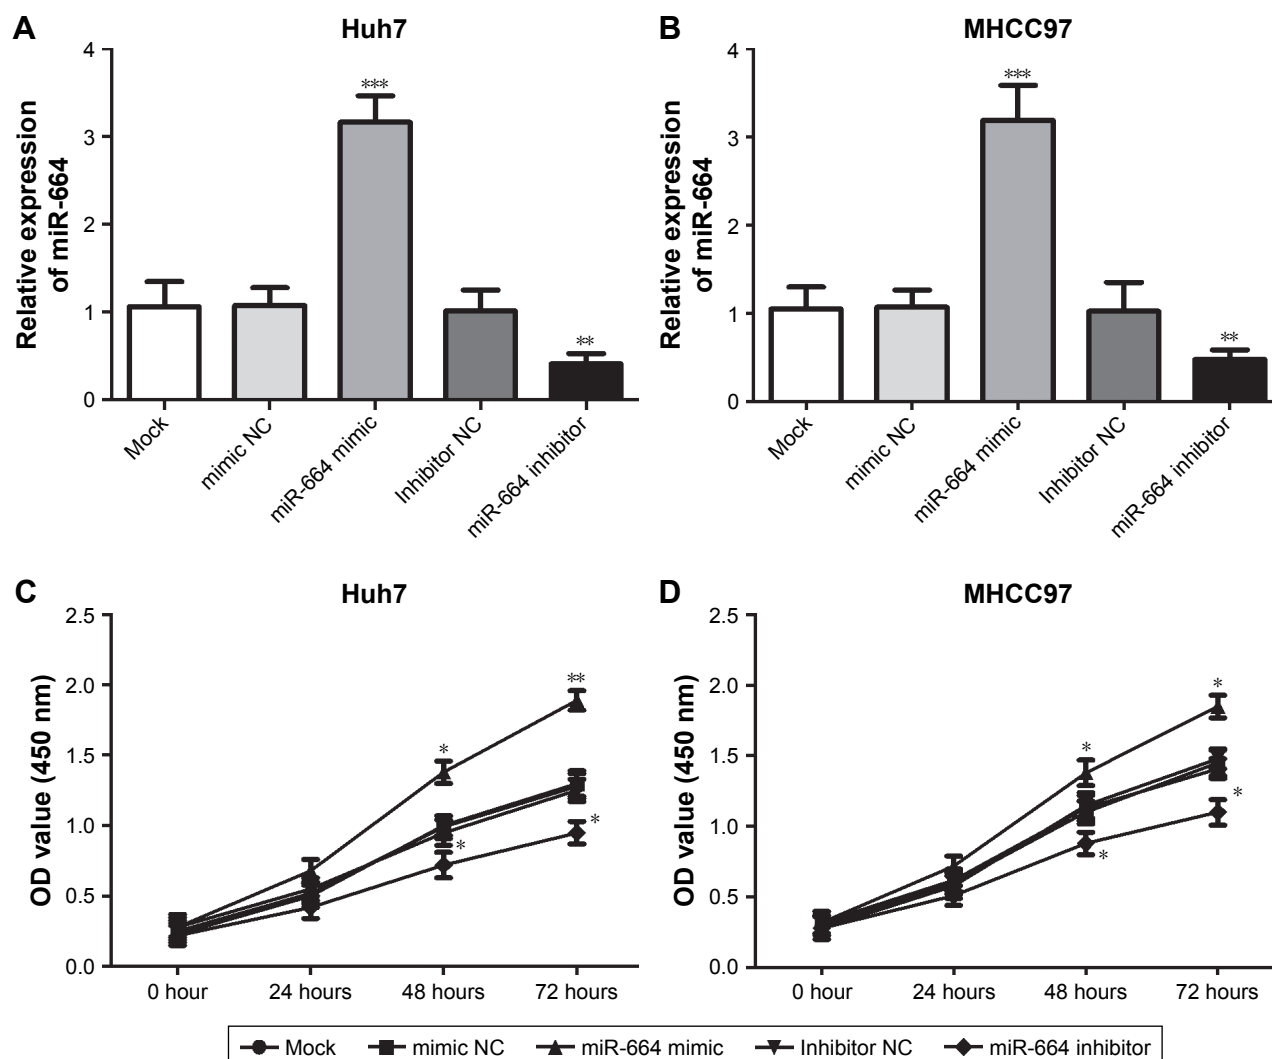 A
Huh7
Relative expression
of miR-664
4
3
2
1
0
***
**
Mock
mimic NC
miR-664 mimic
Inhibitor NC
miR-664 inhibitor
B
MHCC97
Relative expression
of miR-664
4
3
2
1
0
***
**
Mock
mimic NC
miR-664 mimic
Inhibitor NC
miR-664 inhibitor
C
Huh7
OD value (450 nm)
2.5
2.0
1.5
1.0
0.5
0.0
**
*
*
*
0 hour
24 hours
48 hours
72 hours
D
MHCC97
OD value (450 nm)
2.5
2.0
1.5
1.0
0.5
0.0
*
*
*
*
0 hour
24 hours
48 hours
72 hours
Mock
mimic NC
miR-664 mimic
Inhibitor NC
miR-664 inhibitor